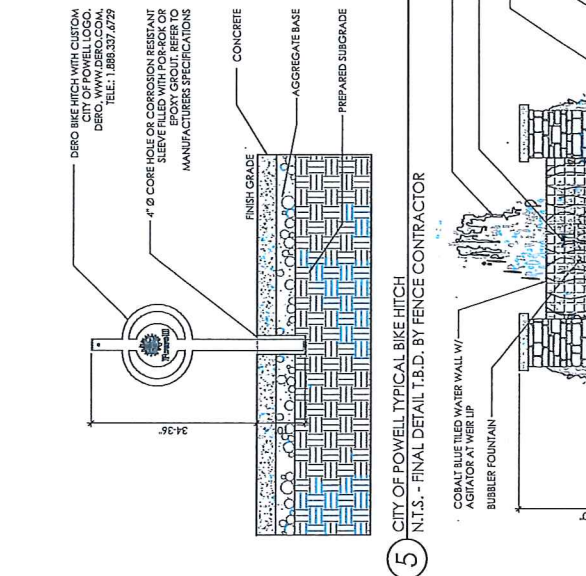 DERO BIKE HITCH WITH CUSTOM
CITY OF POWELL LOGO.
DERO, WWW.DERO.COM,
TELE.: 1.888.337.6729
4" Ø CORE HOLE OR CORROSION RESISTANT
SLEEVE FILLED WITH POR-ROK OR
EPOXY GROUT. REFER TO
MANUFACTURERS SPECIFICATIONS
CONCRETE
FINISH GRADE
AGGREGATE BASE
PREPARED SUBGRADE
Powell
34-36"
5
CITY OF POWELL TYPICAL BIKE HITCH
N.T.S. - FINAL DETAIL T.B.D. BY FENCE CONTRACTOR
COBALT BLUE TILED WATER WALL W/
AGITATOR AT WEIR LIP
BUBBLER FOUNTAIN